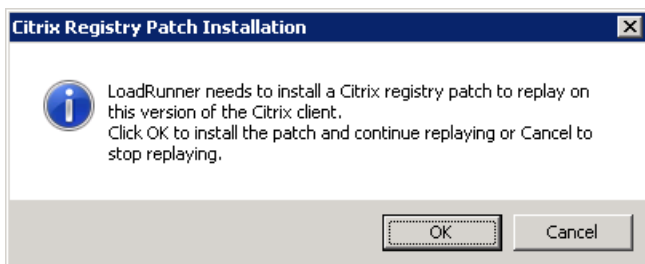 Citrix Registry Patch Installation
LoadRunner needs to install a Citrix registry patch to replay on
this version of the Citrix client.
Click OK to install the patch and continue replaying or Cancel to
stop replaying.
OK
Cancel